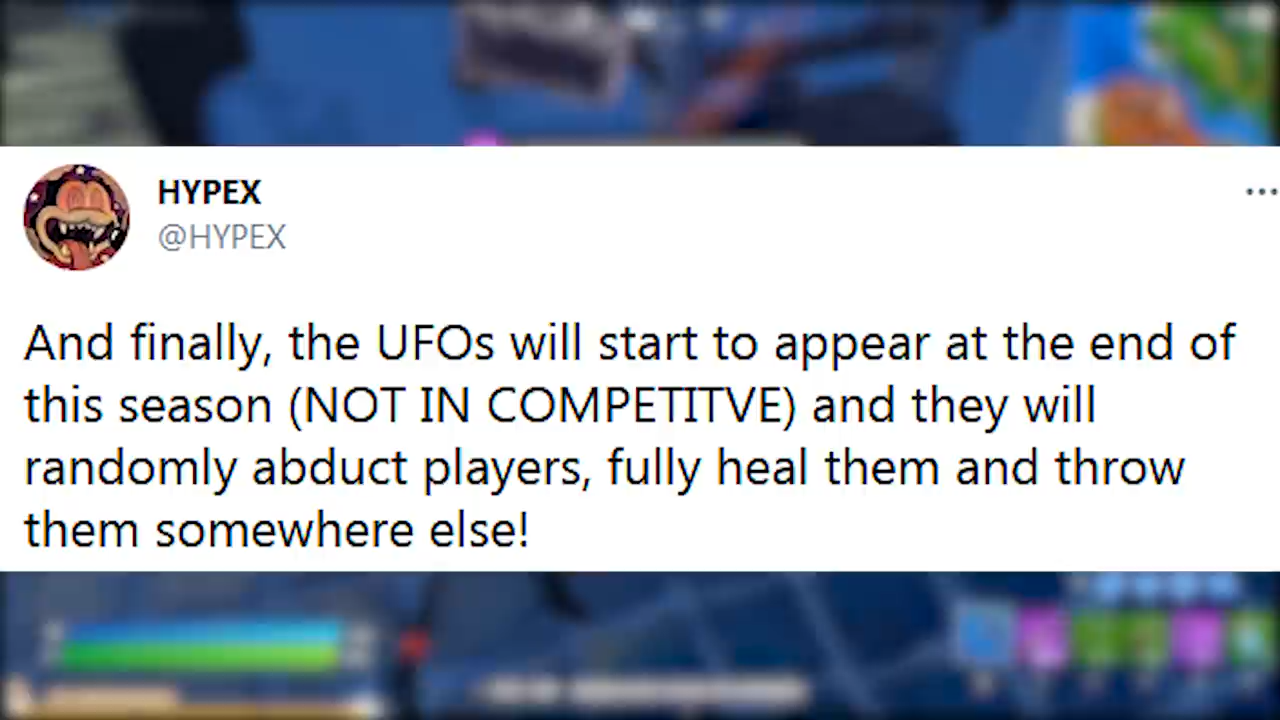 HYPEX
@HYPEX
And finally, the UFOs will start to appear at the end of
this season (NOT IN COMPETITVE) and they will
randomly abduct players, fully heal them and throw
them somewhere else!